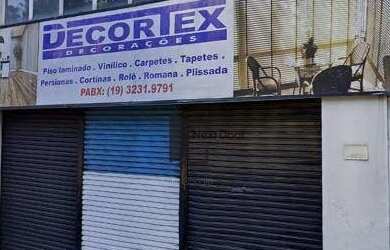 DECORTEX
DECORAÇÕES
Piso laminado . Vinílico . Carpetes . Tapetes .
Persianas . Cortinas . Rolô . Romana . Plissada
PABX: (19) 3231.9791